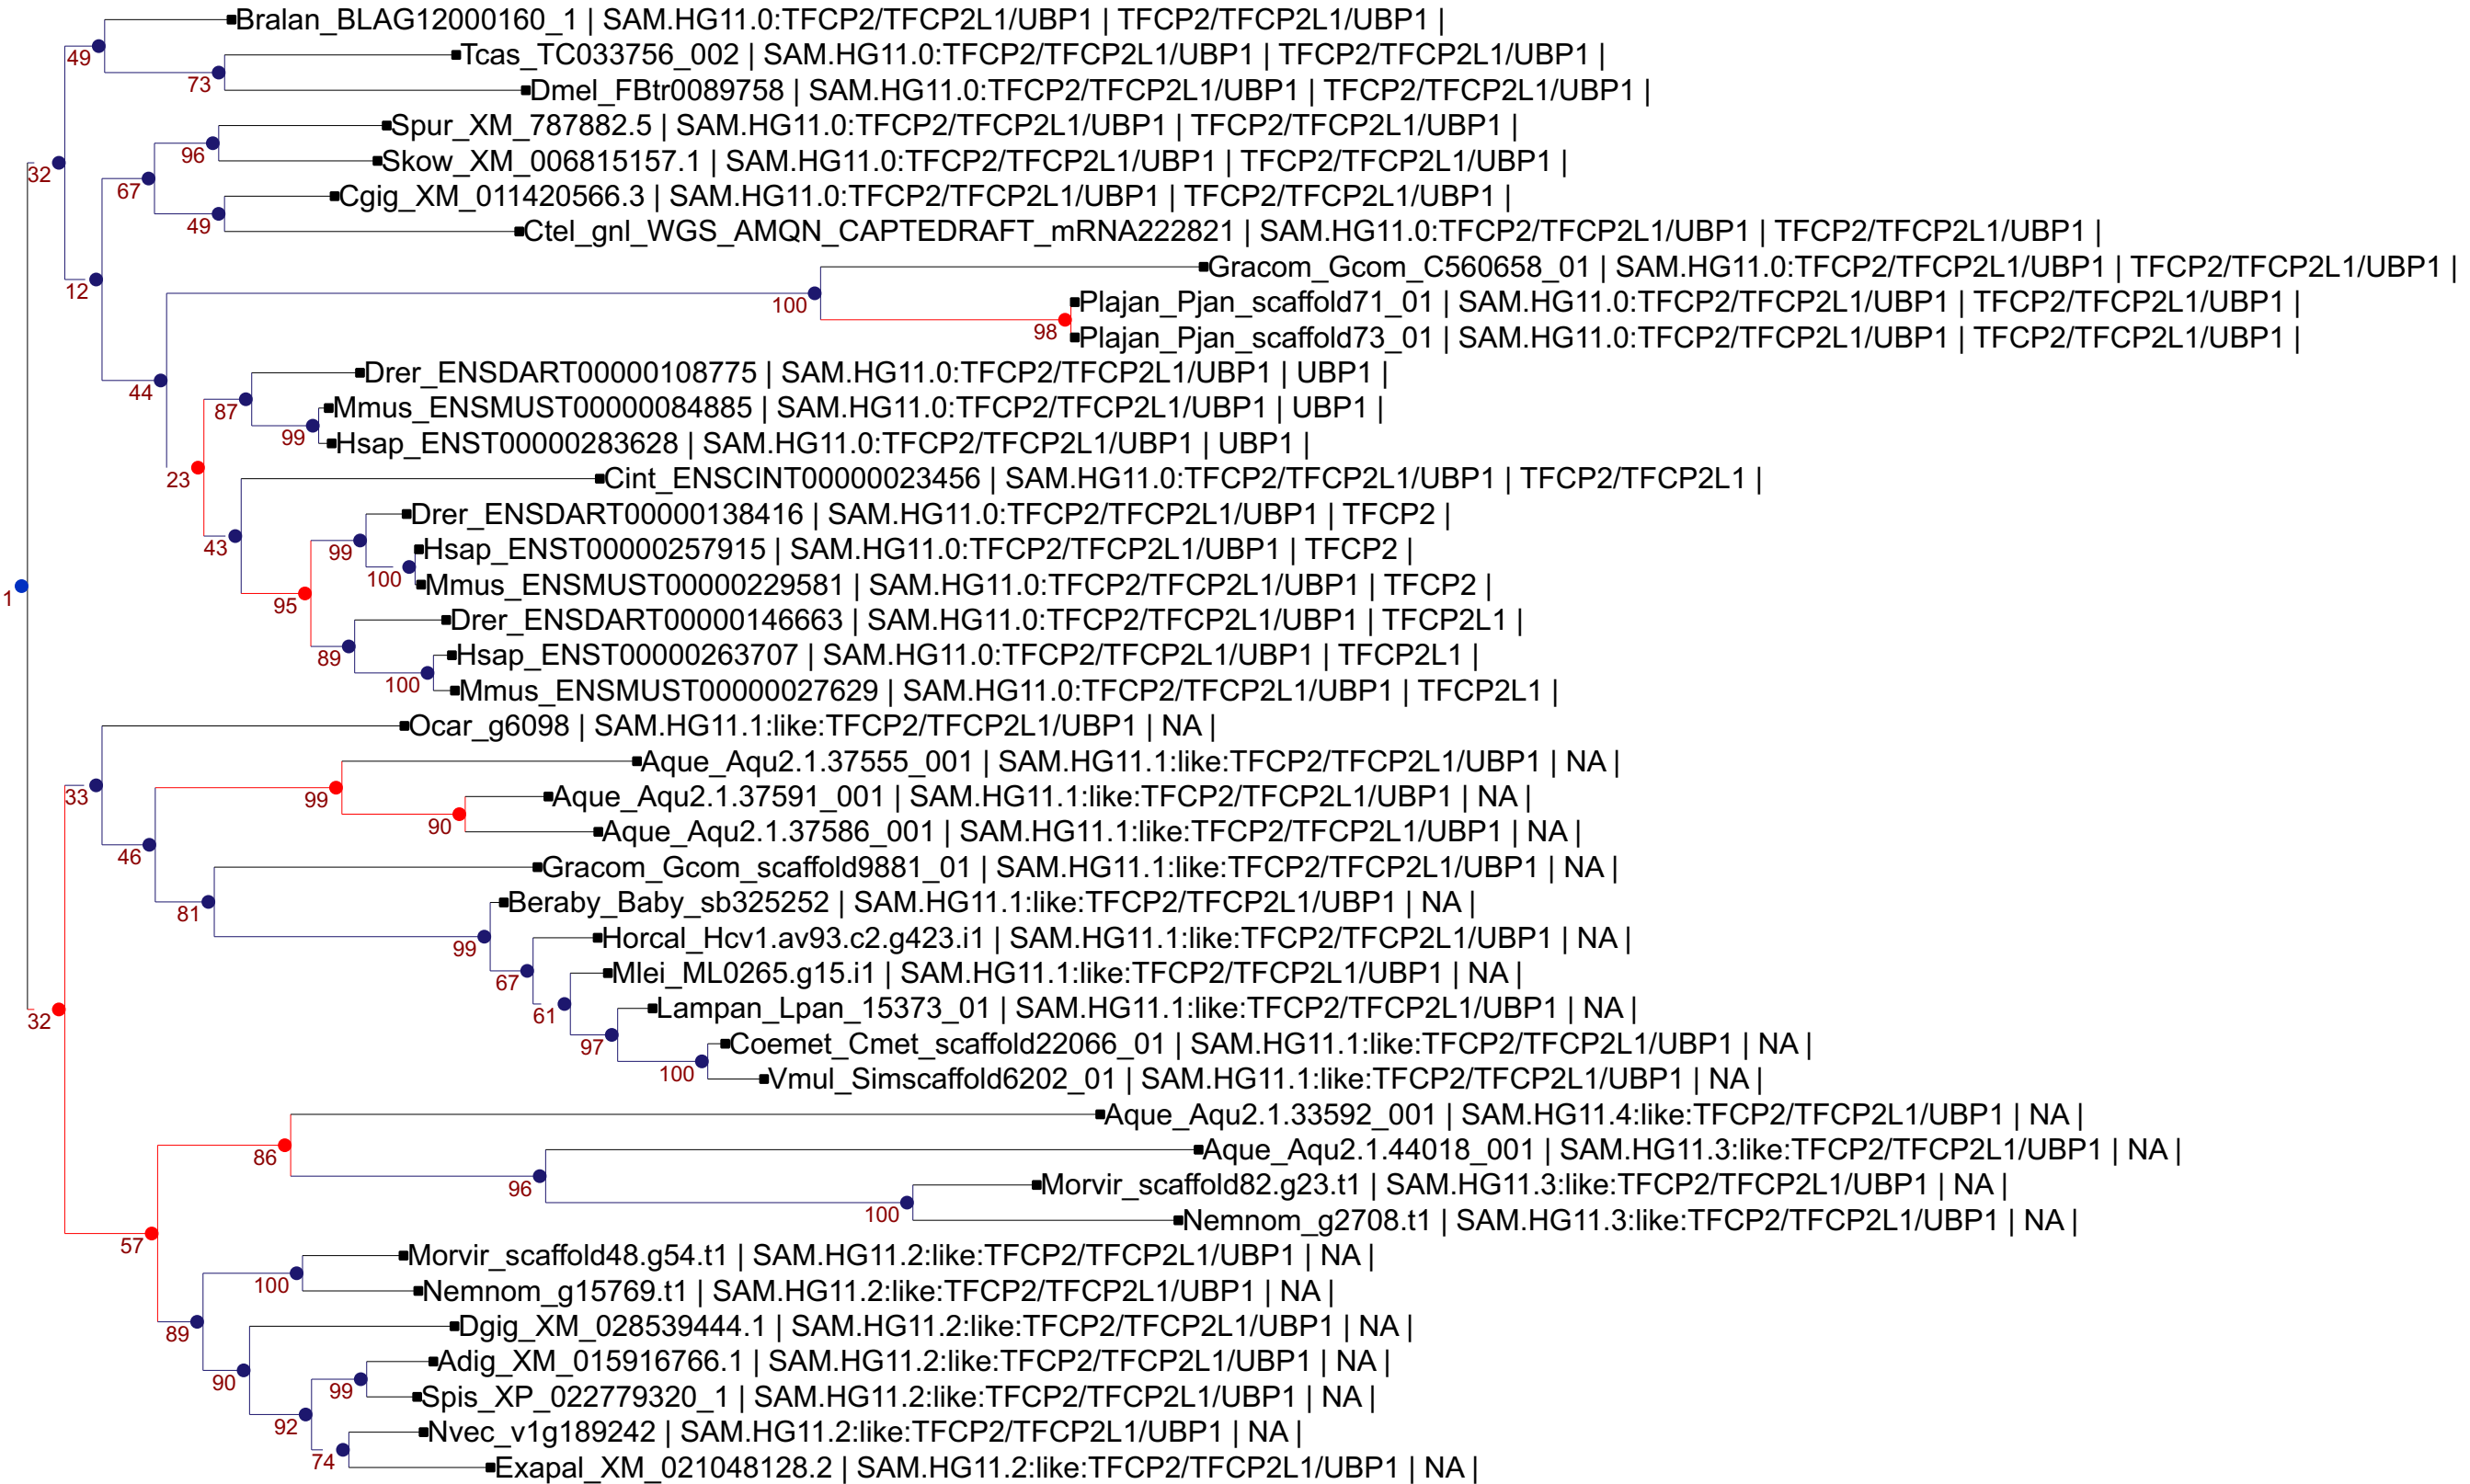 Bralan_BLAG12000160_1 | SAM.HG11.0:TFCP2/TFCP2L1/UBP1 | TFCP2/TFCP2L1/UBP1 |
49
Tcas_TC033756_002 | SAM.HG11.0:TFCP2/TFCP2L1/UBP1 | TFCP2/TFCP2L1/UBP1 |
73
Dmel_FBtr0089758 | SAM.HG11.0:TFCP2/TFCP2L1/UBP1 | TFCP2/TFCP2L1/UBP1 |
Spur_XM_787882.5 | SAM.HG11.0:TFCP2/TFCP2L1/UBP1 | TFCP2/TFCP2L1/UBP1 |
96
Skow_XM_006815157.1 | SAM.HG11.0:TFCP2/TFCP2L1/UBP1 | TFCP2/TFCP2L1/UBP1 |
32
67
Cgig_XM_011420566.3 | SAM.HG11.0:TFCP2/TFCP2L1/UBP1 | TFCP2/TFCP2L1/UBP1 |
49
Ctel_gnl_WGS_AMQN_CAPTEDRAFT_mRNA222821 | SAM.HG11.0:TFCP2/TFCP2L1/UBP1 | TFCP2/TFCP2L1/UBP1 |
Gracom_Gcom_C560658_01 | SAM.HG11.0:TFCP2/TFCP2L1/UBP1 | TFCP2/TFCP2L1/UBP1 |
12
100
Plajan_Pjan_scaffold71_01 | SAM.HG11.0:TFCP2/TFCP2L1/UBP1 | TFCP2/TFCP2L1/UBP1 |
98
Plajan_Pjan_scaffold73_01 | SAM.HG11.0:TFCP2/TFCP2L1/UBP1 | TFCP2/TFCP2L1/UBP1 |
Drer_ENSDART00000108775 | SAM.HG11.0:TFCP2/TFCP2L1/UBP1 | UBP1 |
44
87
Mmus_ENSMUST00000084885 | SAM.HG11.0:TFCP2/TFCP2L1/UBP1 | UBP1 |
99
Hsap_ENST00000283628 | SAM.HG11.0:TFCP2/TFCP2L1/UBP1 | UBP1 |
23
Cint_ENSCINT00000023456 | SAM.HG11.0:TFCP2/TFCP2L1/UBP1 | TFCP2/TFCP2L1 |
Drer_ENSDART00000138416 | SAM.HG11.0:TFCP2/TFCP2L1/UBP1 | TFCP2 |
43
99
Hsap_ENST00000257915 | SAM.HG11.0:TFCP2/TFCP2L1/UBP1 | TFCP2 |
100
Mmus_ENSMUST00000229581 | SAM.HG11.0:TFCP2/TFCP2L1/UBP1 | TFCP2 |
1
95
Drer_ENSDART00000146663 | SAM.HG11.0:TFCP2/TFCP2L1/UBP1 | TFCP2L1 |
89
Hsap_ENST00000263707 | SAM.HG11.0:TFCP2/TFCP2L1/UBP1 | TFCP2L1 |
100
Mmus_ENSMUST00000027629 | SAM.HG11.0:TFCP2/TFCP2L1/UBP1 | TFCP2L1 |
Ocar_g6098 | SAM.HG11.1:like:TFCP2/TFCP2L1/UBP1 | NA |
Aque_Aqu2.1.37555_001 | SAM.HG11.1:like:TFCP2/TFCP2L1/UBP1 | NA |
33
99
Aque_Aqu2.1.37591_001 | SAM.HG11.1:like:TFCP2/TFCP2L1/UBP1 | NA |
90
Aque_Aqu2.1.37586_001 | SAM.HG11.1:like:TFCP2/TFCP2L1/UBP1 | NA |
46
Gracom_Gcom_scaffold9881_01 | SAM.HG11.1:like:TFCP2/TFCP2L1/UBP1 | NA |
81
Beraby_Baby_sb325252 | SAM.HG11.1:like:TFCP2/TFCP2L1/UBP1 | NA |
99
Horcal_Hcv1.av93.c2.g423.i1 | SAM.HG11.1:like:TFCP2/TFCP2L1/UBP1 | NA |
67
Mlei_ML0265.g15.i1 | SAM.HG11.1:like:TFCP2/TFCP2L1/UBP1 | NA |
32
61
Lampan_Lpan_15373_01 | SAM.HG11.1:like:TFCP2/TFCP2L1/UBP1 | NA |
97
Coemet_Cmet_scaffold22066_01 | SAM.HG11.1:like:TFCP2/TFCP2L1/UBP1 | NA |
100
Vmul_Simscaffold6202_01 | SAM.HG11.1:like:TFCP2/TFCP2L1/UBP1 | NA |
Aque_Aqu2.1.33592_001 | SAM.HG11.4:like:TFCP2/TFCP2L1/UBP1 | NA |
86
Aque_Aqu2.1.44018_001 | SAM.HG11.3:like:TFCP2/TFCP2L1/UBP1 | NA |
96
Morvir_scaffold82.g23.t1 | SAM.HG11.3:like:TFCP2/TFCP2L1/UBP1 | NA |
100
Nemnom_g2708.t1 | SAM.HG11.3:like:TFCP2/TFCP2L1/UBP1 | NA |
57
Morvir_scaffold48.g54.t1 | SAM.HG11.2:like:TFCP2/TFCP2L1/UBP1 | NA |
100
Nemnom_g15769.t1 | SAM.HG11.2:like:TFCP2/TFCP2L1/UBP1 | NA |
89
Dgig_XM_028539444.1 | SAM.HG11.2:like:TFCP2/TFCP2L1/UBP1 | NA |
Adig_XM_015916766.1 | SAM.HG11.2:like:TFCP2/TFCP2L1/UBP1 | NA |
90
99
Spis_XP_022779320_1 | SAM.HG11.2:like:TFCP2/TFCP2L1/UBP1 | NA |
92
Nvec_v1g189242 | SAM.HG11.2:like:TFCP2/TFCP2L1/UBP1 | NA |
74
Exapal_XM_021048128.2 | SAM.HG11.2:like:TFCP2/TFCP2L1/UBP1 | NA |